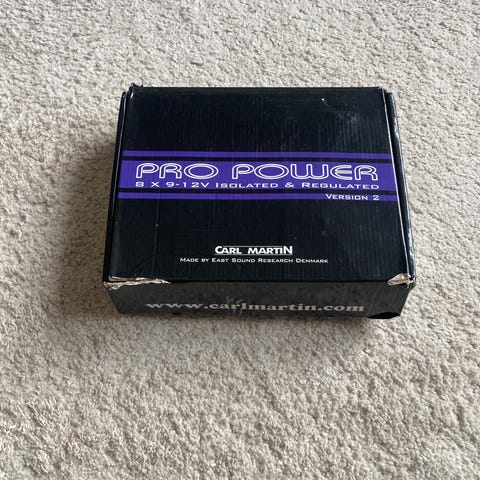 PRO POWER
8 X 9-12V ISOLATED & REGULATED
VERSION 2
CARL MARTIN
MADE BY EAST SOUND RESEARCH DENMARK
www.carlmartin.com